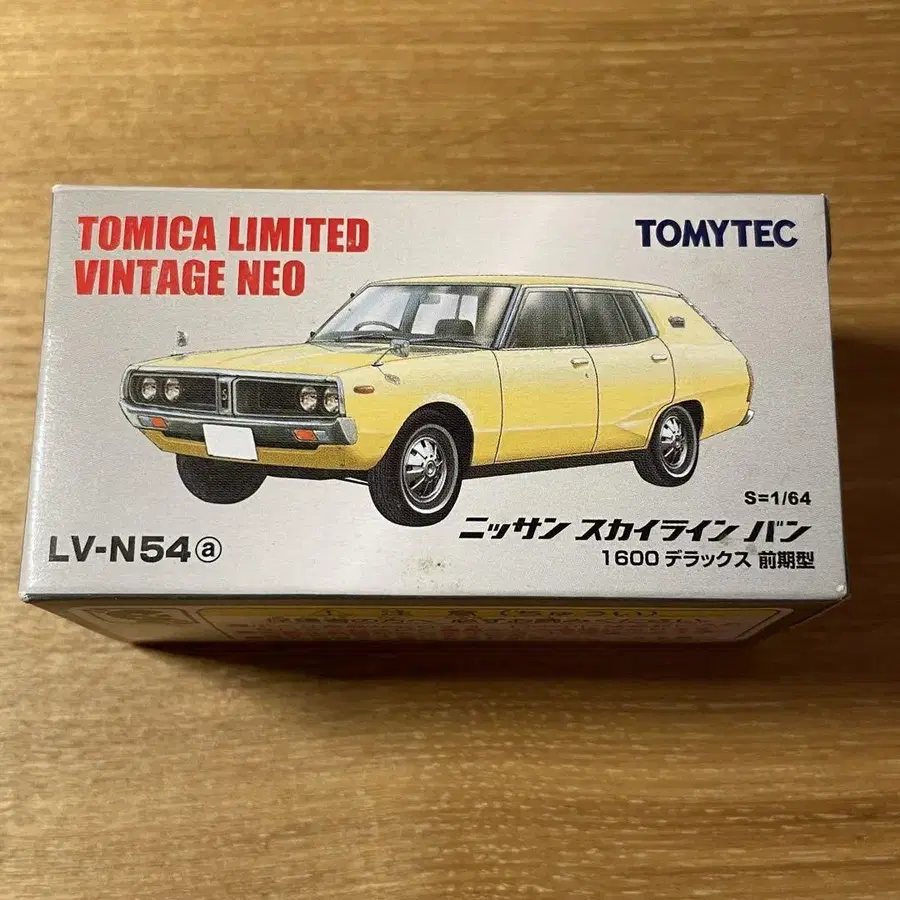 TOMICA LIMITED
VINTAGE NEO
TOMYTEC
S=1/64
LV-N54ⓐ
ニッサン スカイライン バン
1600 デラックス 前期型